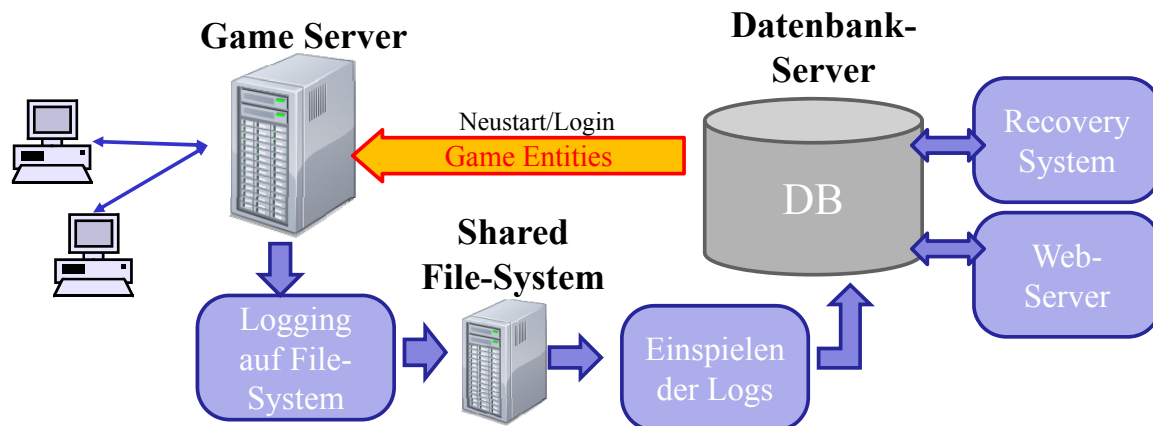 Game Server
Datenbank-
Server
Neustart/Login
Game Entities
DB
Recovery
System
Web-
Server
Shared
File-System
Logging
auf File-
System
Einspielen
der Logs